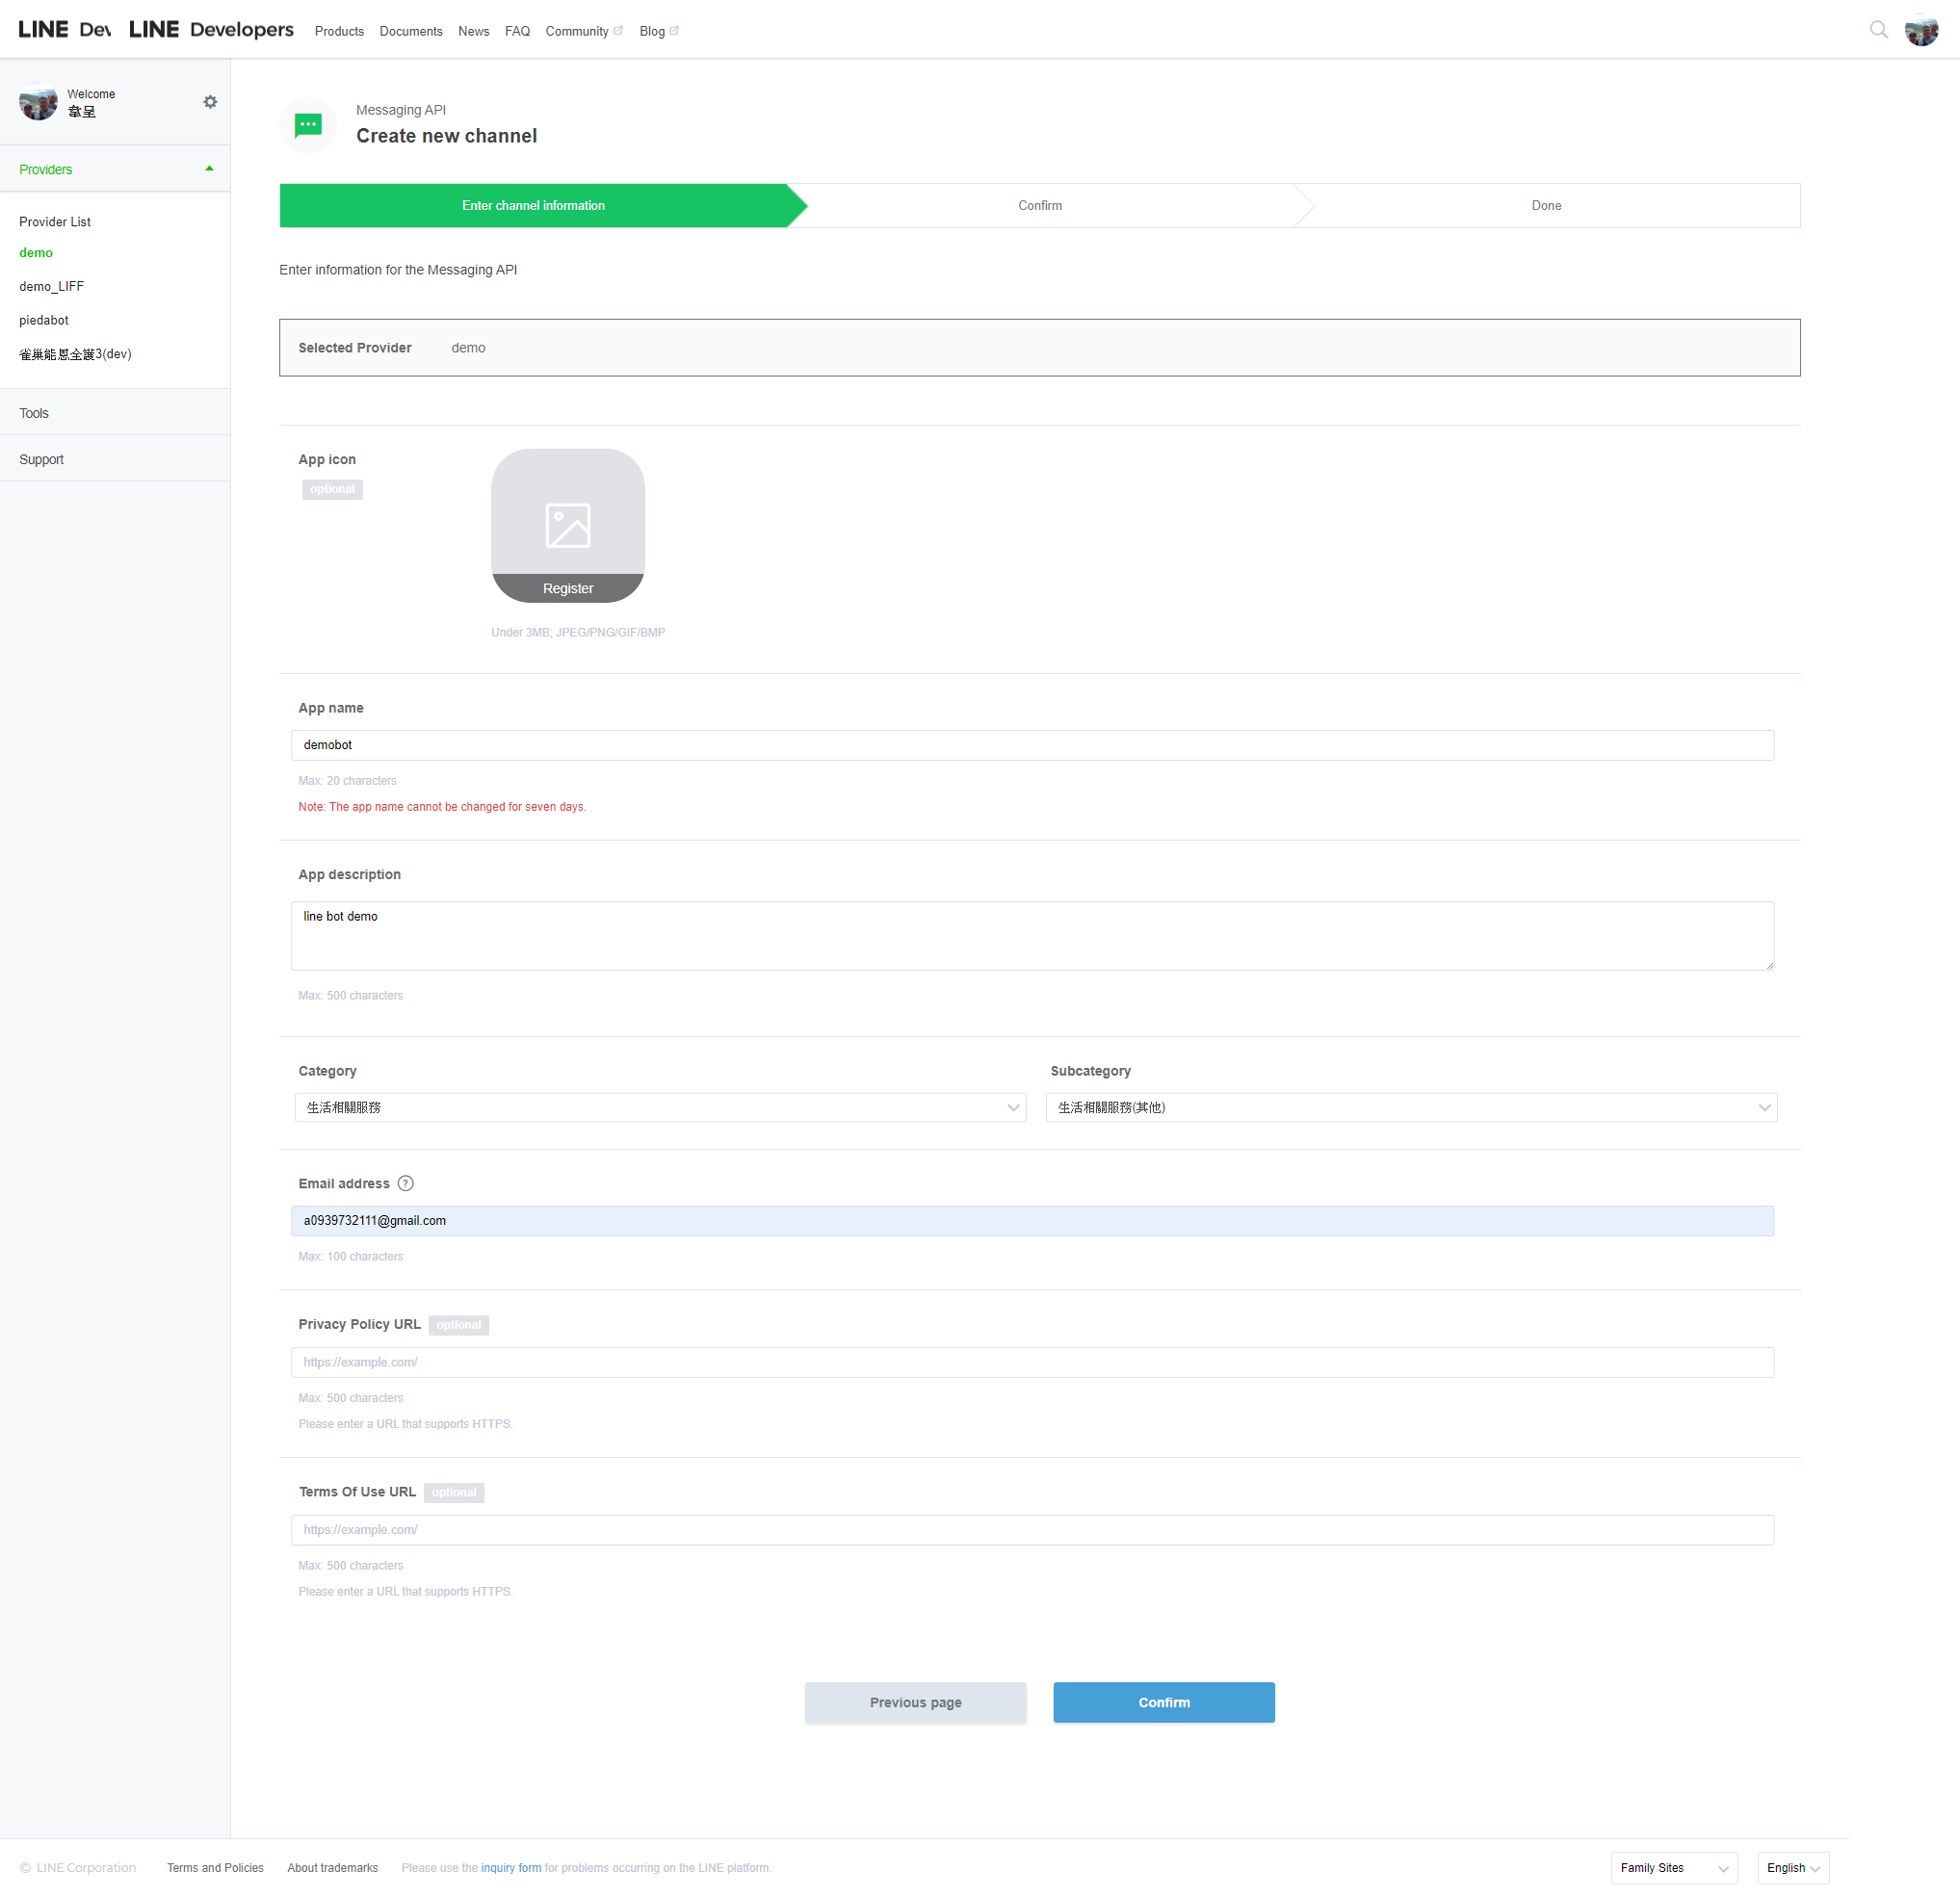 LINE Dev LINE Developers Products Documents News FAQ Community Blog
Welcome
韋呈
Providers
Provider List
demo
demo_LIFF
piedabot
雀巢能恩全護3(dev)
Tools
Support
Messaging API
Create new channel
Enter channel information Confirm Done
Enter information for the Messaging API
Selected Provider demo
App icon
optional
Register
Under 3MB; JPEG/PNG/GIF/BMP
App name
demobot
Max: 20 characters
Note: The app name cannot be changed for seven days.
App description
line bot demo
Max: 500 characters
Category Subcategory
生活相關服務 生活相關服務(其他)
Email address ?
a0939732111@gmail.com
Max: 100 characters
Privacy Policy URL optional
https://example.com/
Max: 500 characters
Please enter a URL that supports HTTPS.
Terms Of Use URL optional
https://example.com/
Max: 500 characters
Please enter a URL that supports HTTPS.
Previous page Confirm
© LINE Corporation Terms and Policies About trademarks Please use the inquiry form for problems occurring on the LINE platform. Family Sites English